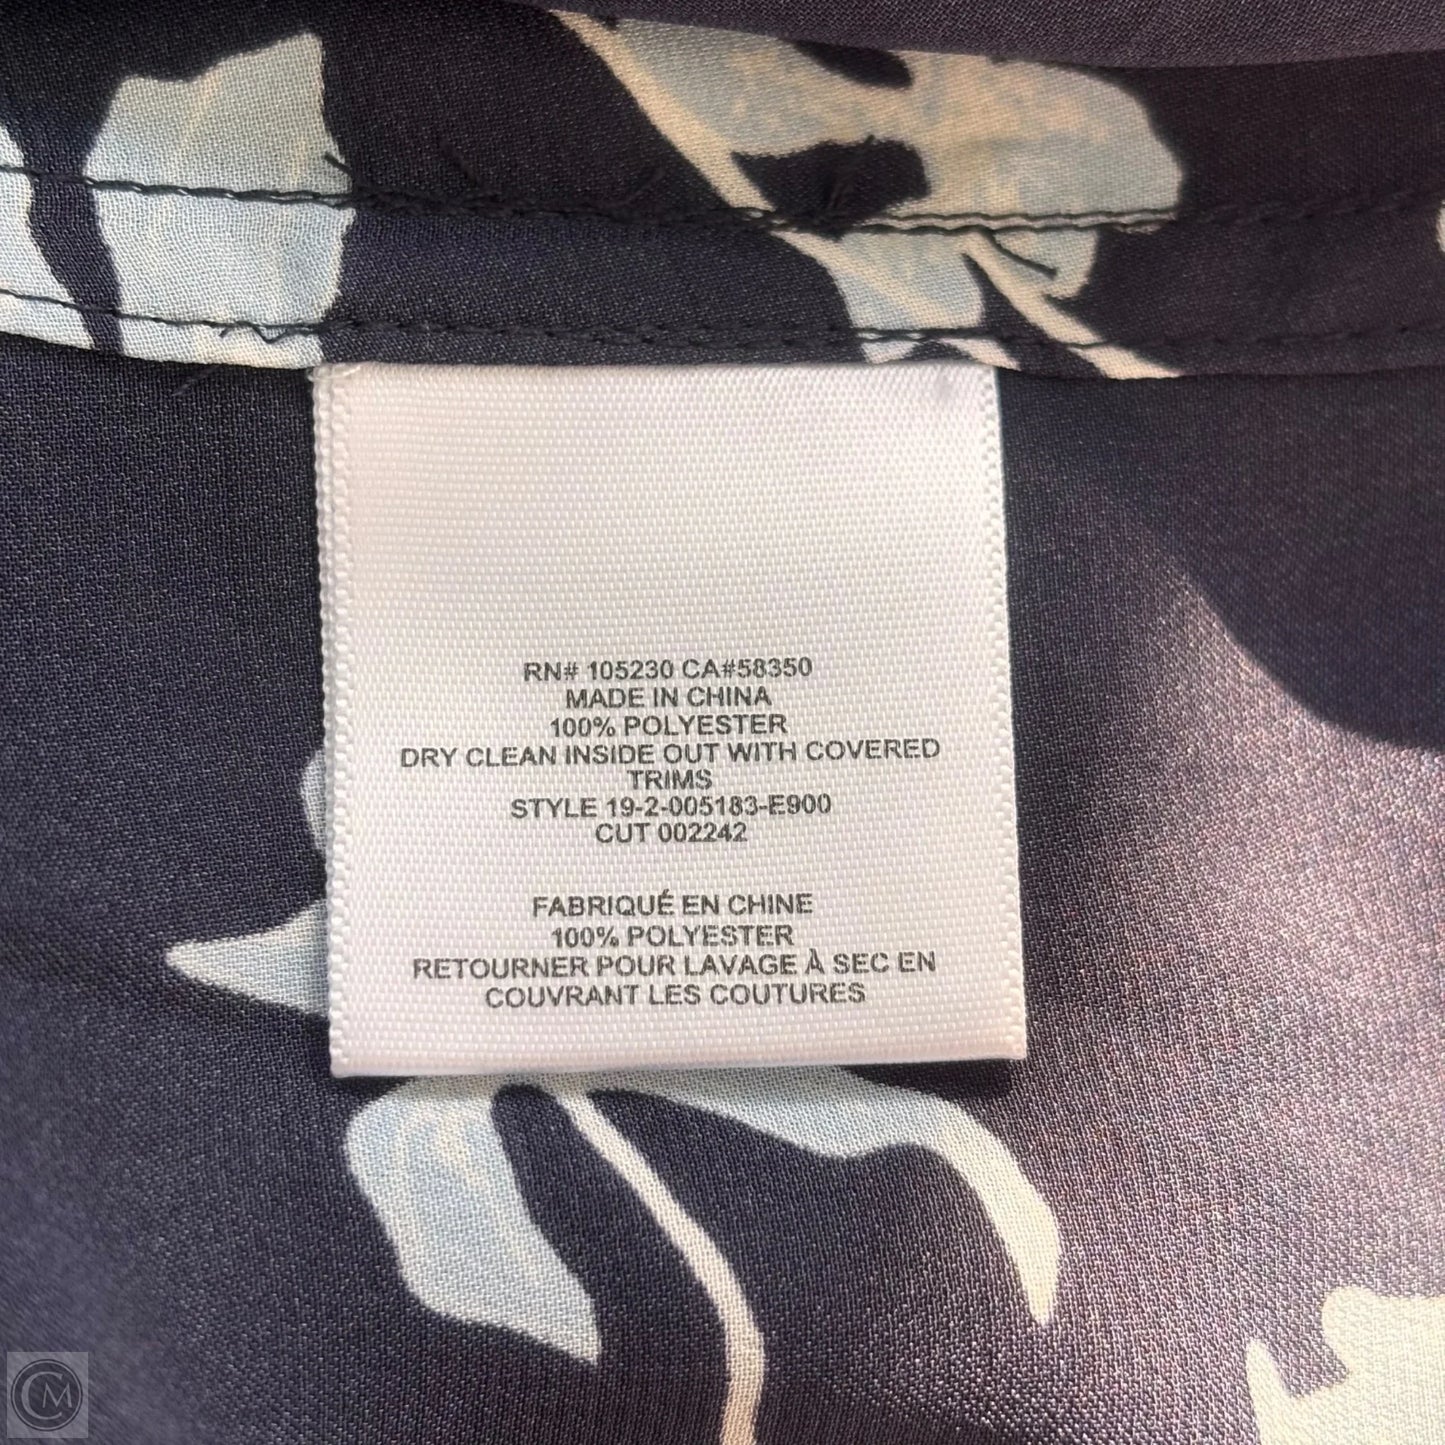 RN# 105230 CA#58350
MADE IN CHINA
100% POLYESTER
DRY CLEAN INSIDE OUT WITH COVERED
TRIMS
STYLE 19-2-005183-E900
CUT 002242
FABRIQUÉ EN CHINE
100% POLYESTER
RETOURNER POUR LAVAGE À SEC EN
COUVRANT LES COUTURES
CM